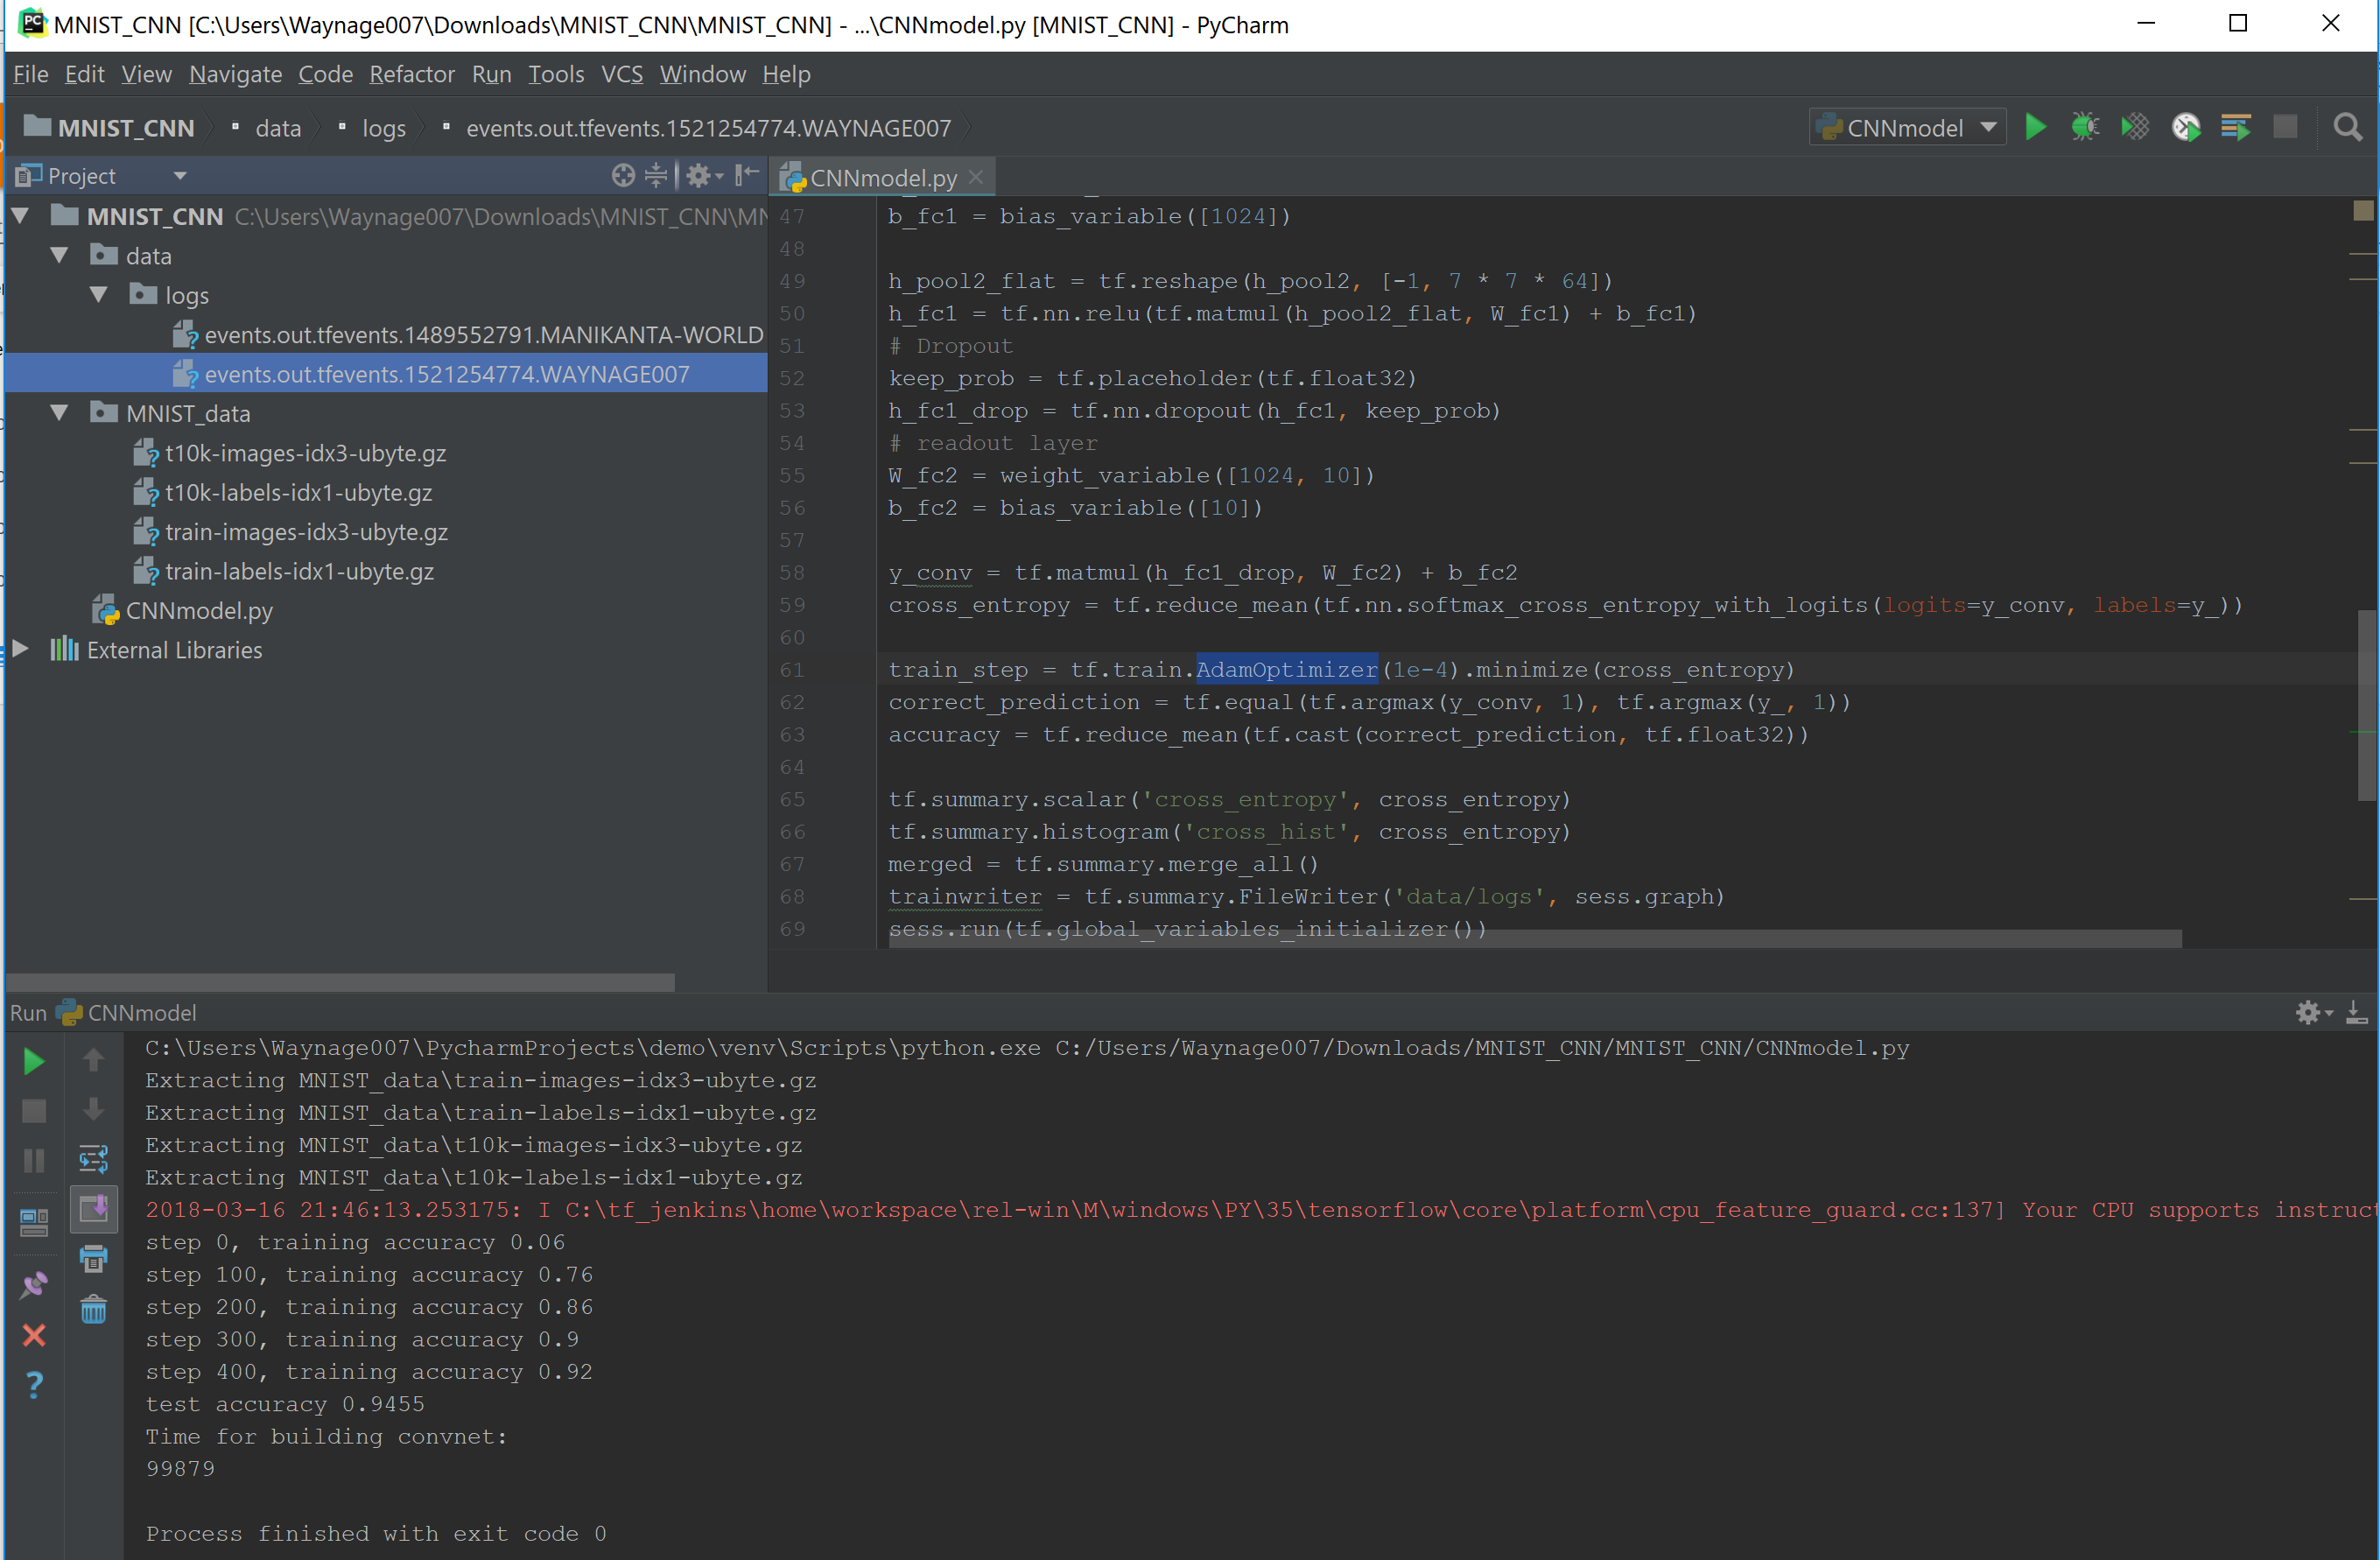 MNIST_CNN [C:\Users\Waynage007\Downloads\MNIST_CNN\MNIST_CNN] - ...\CNNmodel.py [MNIST_CNN] - PyCharm
File Edit View Navigate Code Refactor Run Tools VCS Window Help
MNIST_CNN data logs events.out.tfevents.1521254774.WAYNAGE007 CNNmodel
Project
MNIST_CNN C:\Users\Waynage007\Downloads\MNIST_CNN\MN
data
logs
events.out.tfevents.1489552791.MANIKANTA-WORLD
events.out.tfevents.1521254774.WAYNAGE007
MNIST_data
t10k-images-idx3-ubyte.gz
t10k-labels-idx1-ubyte.gz
train-images-idx3-ubyte.gz
train-labels-idx1-ubyte.gz
CNNmodel.py
External Libraries
CNNmodel.py
47 b_fc1 = bias_variable([1024])
48
49 h_pool2_flat = tf.reshape(h_pool2, [-1, 7 * 7 * 64])
50 h_fc1 = tf.nn.relu(tf.matmul(h_pool2_flat, W_fc1) + b_fc1)
51 # Dropout
52 keep_prob = tf.placeholder(tf.float32)
53 h_fc1_drop = tf.nn.dropout(h_fc1, keep_prob)
54 # readout layer
55 W_fc2 = weight_variable([1024, 10])
56 b_fc2 = bias_variable([10])
57
58 y_conv = tf.matmul(h_fc1_drop, W_fc2) + b_fc2
59 cross_entropy = tf.reduce_mean(tf.nn.softmax_cross_entropy_with_logits(logits=y_conv, labels=y_))
60
61 train_step = tf.train.AdamOptimizer(1e-4).minimize(cross_entropy)
62 correct_prediction = tf.equal(tf.argmax(y_conv, 1), tf.argmax(y_, 1))
63 accuracy = tf.reduce_mean(tf.cast(correct_prediction, tf.float32))
64
65 tf.summary.scalar('cross_entropy', cross_entropy)
66 tf.summary.histogram('cross_hist', cross_entropy)
67 merged = tf.summary.merge_all()
68 trainwriter = tf.summary.FileWriter('data/logs', sess.graph)
69 sess.run(tf.global_variables_initializer())
Run CNNmodel
C:\Users\Waynage007\PycharmProjects\demo\venv\Scripts\python.exe C:/Users/Waynage007/Downloads/MNIST_CNN/MNIST_CNN/CNNmodel.py
Extracting MNIST_data\train-images-idx3-ubyte.gz
Extracting MNIST_data\train-labels-idx1-ubyte.gz
Extracting MNIST_data\t10k-images-idx3-ubyte.gz
Extracting MNIST_data\t10k-labels-idx1-ubyte.gz
2018-03-16 21:46:13.253175: I C:\tf_jenkins\home\workspace\rel-win\M\windows\PY\35\tensorflow\core\platform\cpu_feature_guard.cc:137] Your CPU supports instruct
step 0, training accuracy 0.06
step 100, training accuracy 0.76
step 200, training accuracy 0.86
step 300, training accuracy 0.9
step 400, training accuracy 0.92
test accuracy 0.9455
Time for building convnet:
99879
Process finished with exit code 0